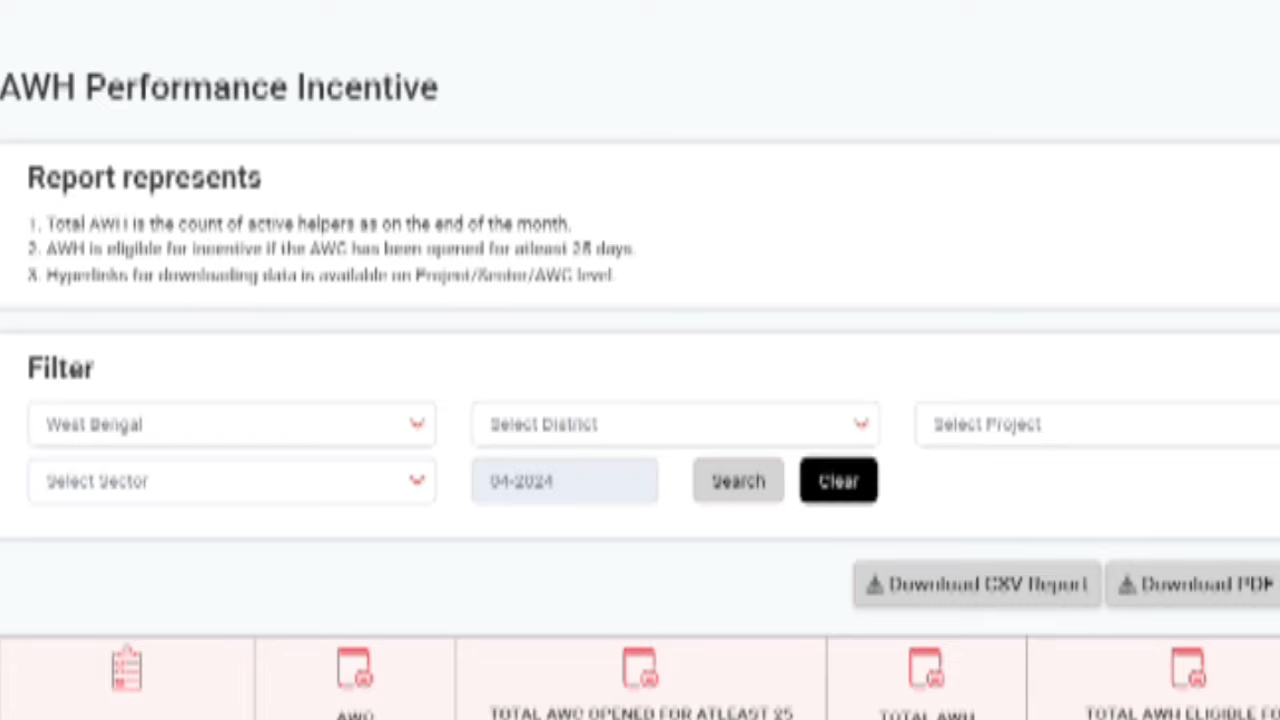 AWH Performance Incentive
Report represents
1. Total AWH is the count of active helpers as on the end of the month.
2. AWH is eligible for incentive if the AWC has been opened for atleast 25 days.
3. Hyperlinks for downloading data is available on Project/Sector/AWC level.
Filter
West Bengal Select District Select Project
Select Sector 04-2024 Search Clear
Download CSV Report Download PDF
AWC TOTAL AWC OPENED FOR ATLEAST 25 TOTAL AWH TOTAL AWH ELIGIBLE FO